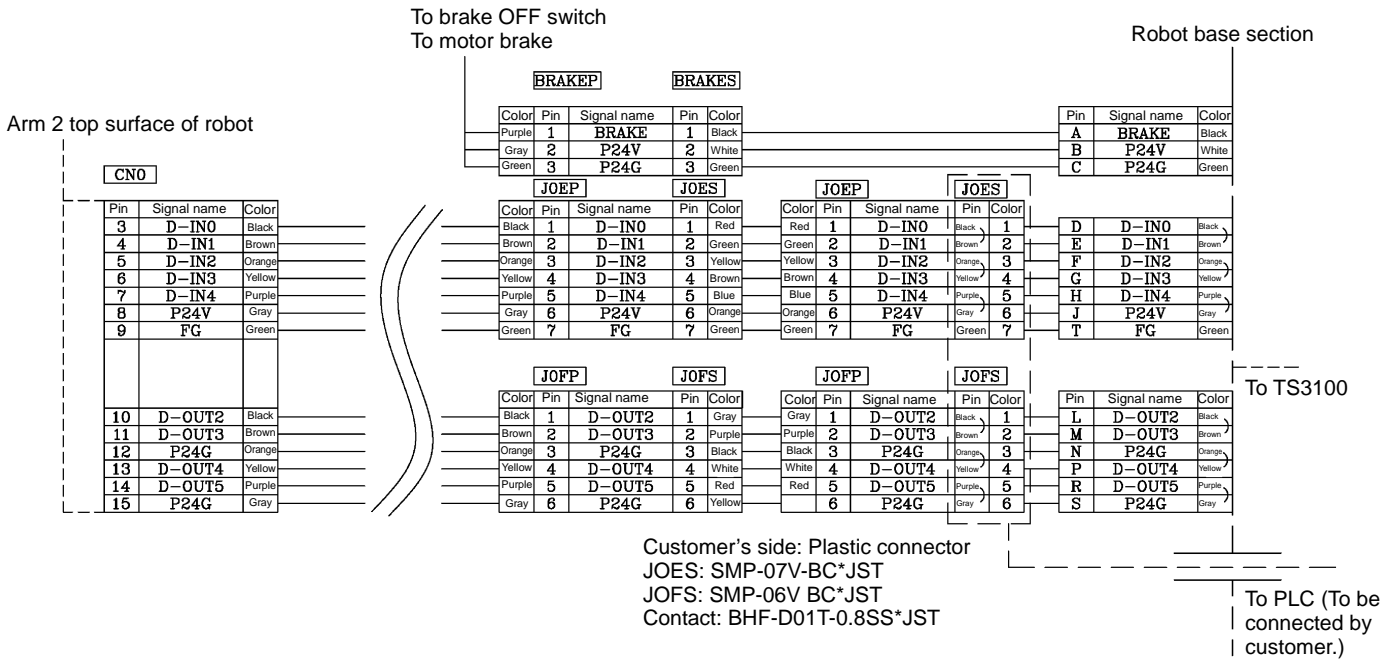 To brake OFF switch
To motor brake
Robot base section
BRAKEP BRAKES
Color Pin Signal name Pin Color Pin Signal name Color
Purple 1 BRAKE 1 Black A BRAKE Black
Gray 2 P24V 2 White B P24V White
Green 3 P24G 3 Green C P24G Green
Arm 2 top surface of robot
CN0
JOEP JOES JOEP JOES
Pin Signal name Color Color Pin Signal name Pin Color Color Pin Signal name Pin Color
3 D-IN0 Black Black 1 D-IN0 1 Red Red 1 D-IN0 Black 1 D D-IN0 Black
4 D-IN1 Brown Brown 2 D-IN1 2 Green Green 2 D-IN1 Brown 2 E D-IN1 Brown
5 D-IN2 Orange Orange 3 D-IN2 3 Yellow Yellow 3 D-IN2 Orange 3 F D-IN2 Orange
6 D-IN3 Yellow Yellow 4 D-IN3 4 Brown Brown 4 D-IN3 Yellow 4 G D-IN3 Yellow
7 D-IN4 Purple Purple 5 D-IN4 5 Blue Blue 5 D-IN4 Purple 5 H D-IN4 Purple
8 P24V Gray Gray 6 P24V 6 Orange Orange 6 P24V Gray 6 J P24V Gray
9 FG Green Green 7 FG 7 Green Green 7 FG Green 7 T FG Green
JOFP JOFS JOFP JOFS
To TS3100
Color Pin Signal name Pin Color Color Pin Signal name Pin Color Pin Signal name Color
10 D-OUT2 Black Black 1 D-OUT2 1 Gray Gray 1 D-OUT2 Black 1 L D-OUT2 Black
11 D-OUT3 Brown Brown 2 D-OUT3 2 Purple Purple 2 D-OUT3 Brown 2 M D-OUT3 Brown
12 P24G Orange Orange 3 P24G 3 Black Black 3 P24G Orange 3 N P24G Orange
13 D-OUT4 Yellow Yellow 4 D-OUT4 4 White White 4 D-OUT4 Yellow 4 P D-OUT4 Yellow
14 D-OUT5 Purple Purple 5 D-OUT5 5 Red Red 5 D-OUT5 Purple 5 R D-OUT5 Purple
15 P24G Gray Gray 6 P24G 6 Yellow 6 P24G Gray 6 S P24G Gray
Customer's side: Plastic connector
JOES: SMP-07V-BC*JST
JOFS: SMP-06V BC*JST
Contact: BHF-D01T-0.8SS*JST
To PLC (To be
connected by
customer.)